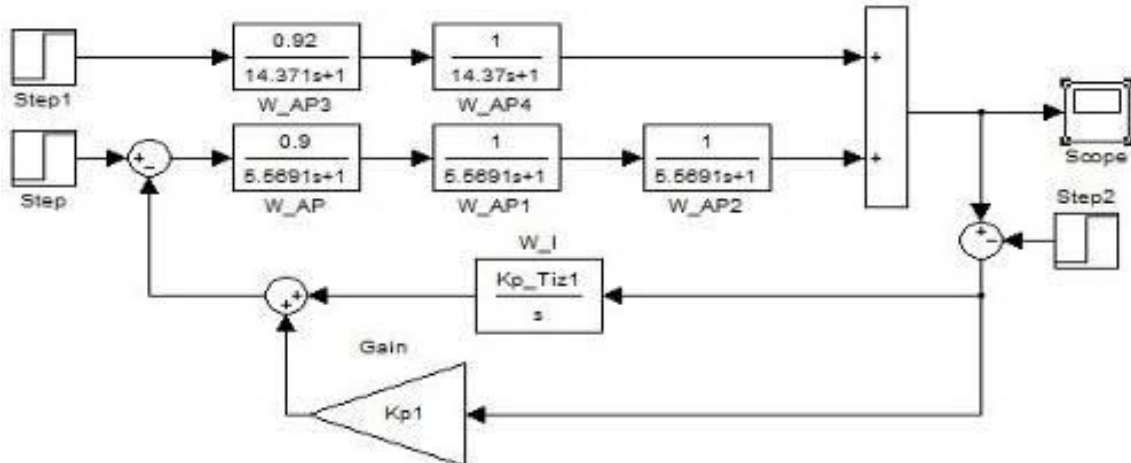 0.92
14.371s+1
W_AP3
1
14.37s+1
W_AP4
+
Step1
Scope
Step
+
-
0.9
5.5691s+1
W_AP
1
5.5691s+1
W_AP1
1
5.5691s+1
W_AP2
+
Step2
+
-
W_I
Kp_Tiz1
s
+
+
Gain
Kp1